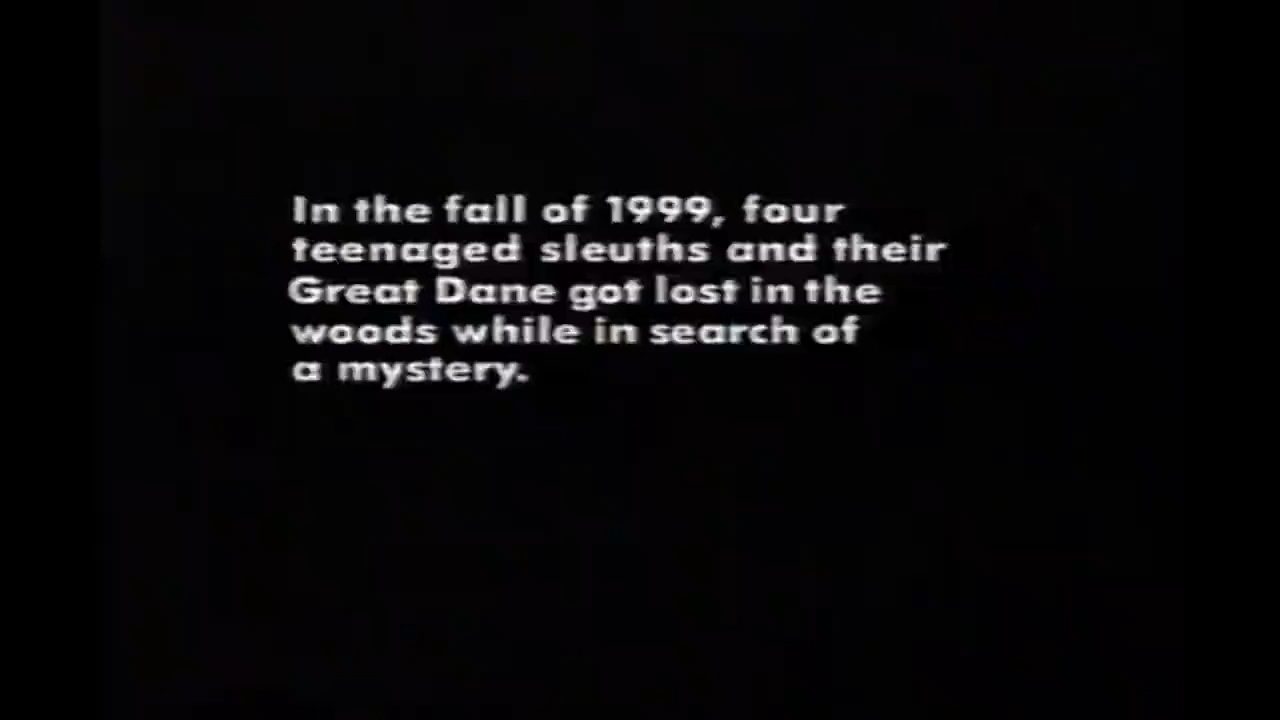 In the fall of 1999, four
teenaged sleuths and their
Great Dane got lost in the
woods while in search of
a mystery.